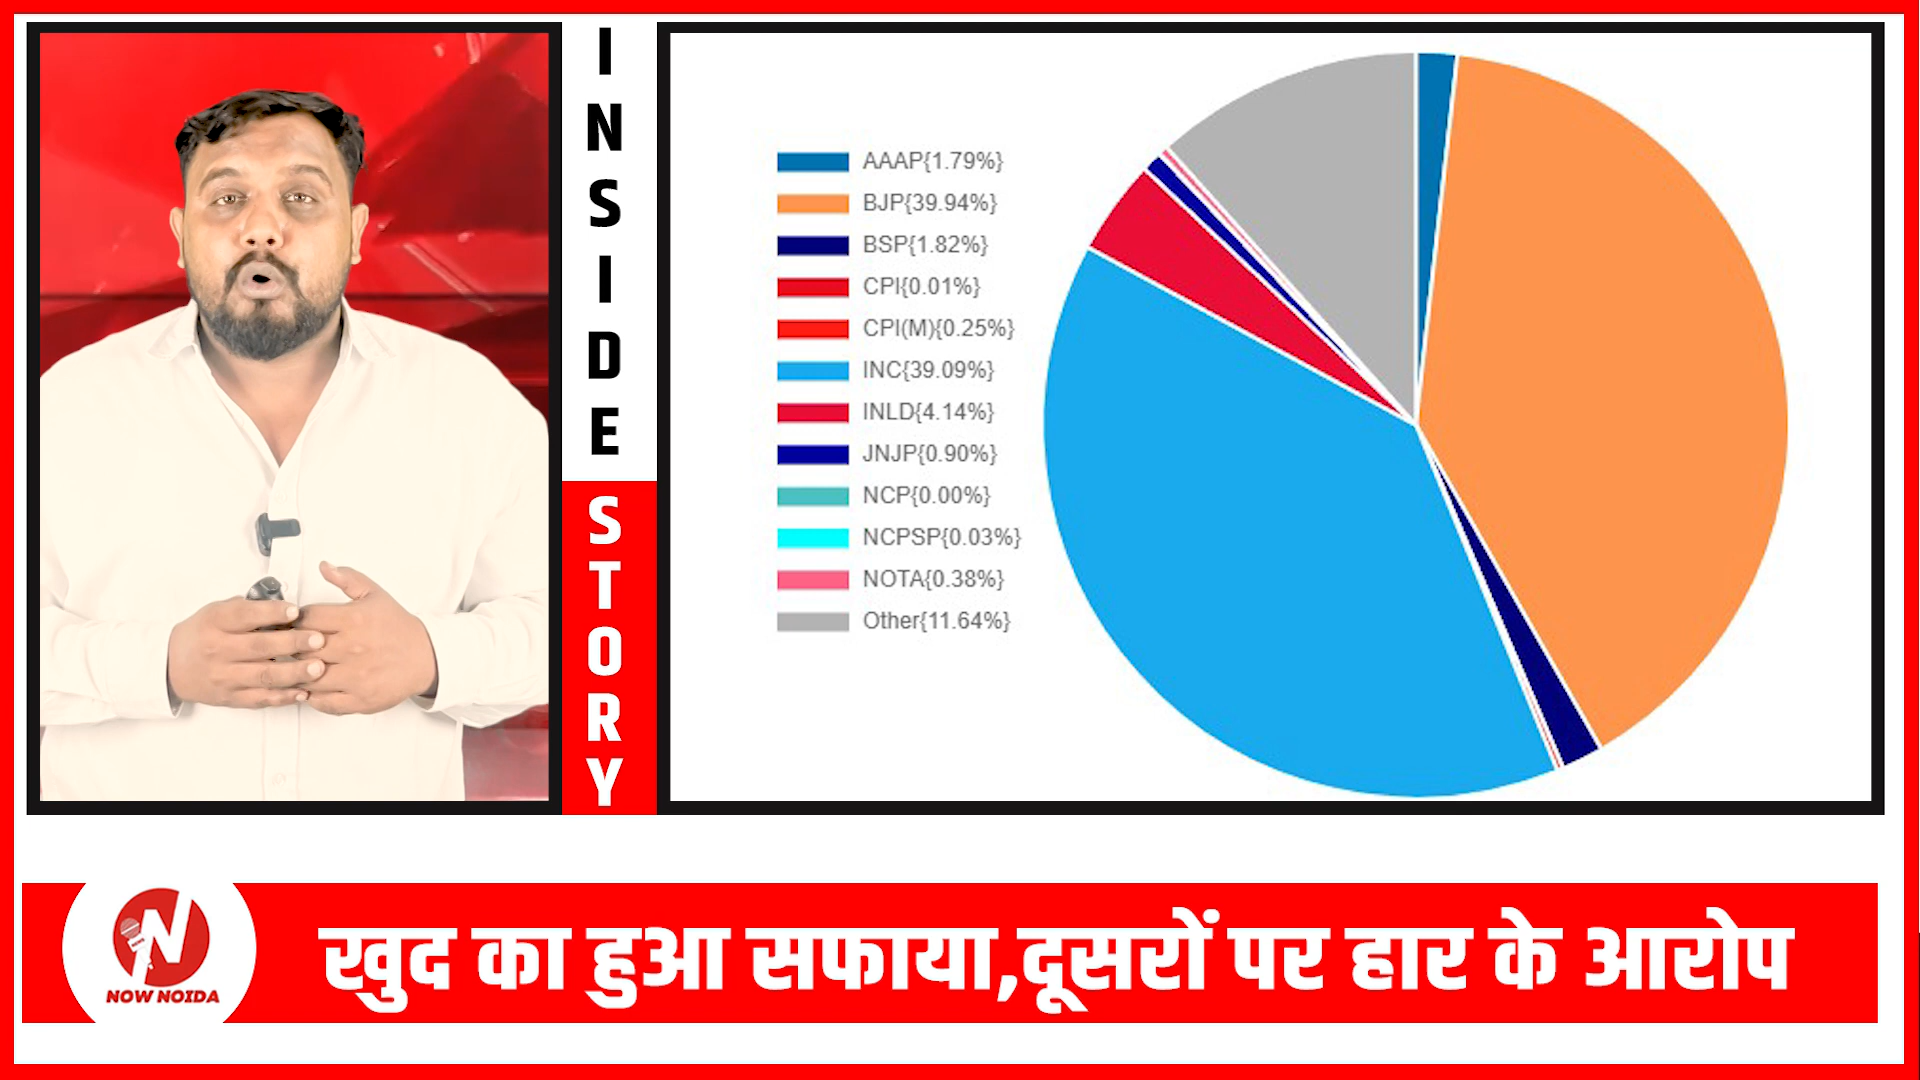 INSIDE
STORY
AAAP{1.79%}
BJP{39.94%}
BSP{1.82%}
CPI{0.01%}
CPI(M){0.25%}
INC{39.09%}
INLD{4.14%}
JNJP{0.90%}
NCP{0.00%}
NCPSP{0.03%}
NOTA{0.38%}
Other{11.64%}
खुद का हुआ सफाया,दूसरों पर हार के आरोप
N
NOW NOIDA